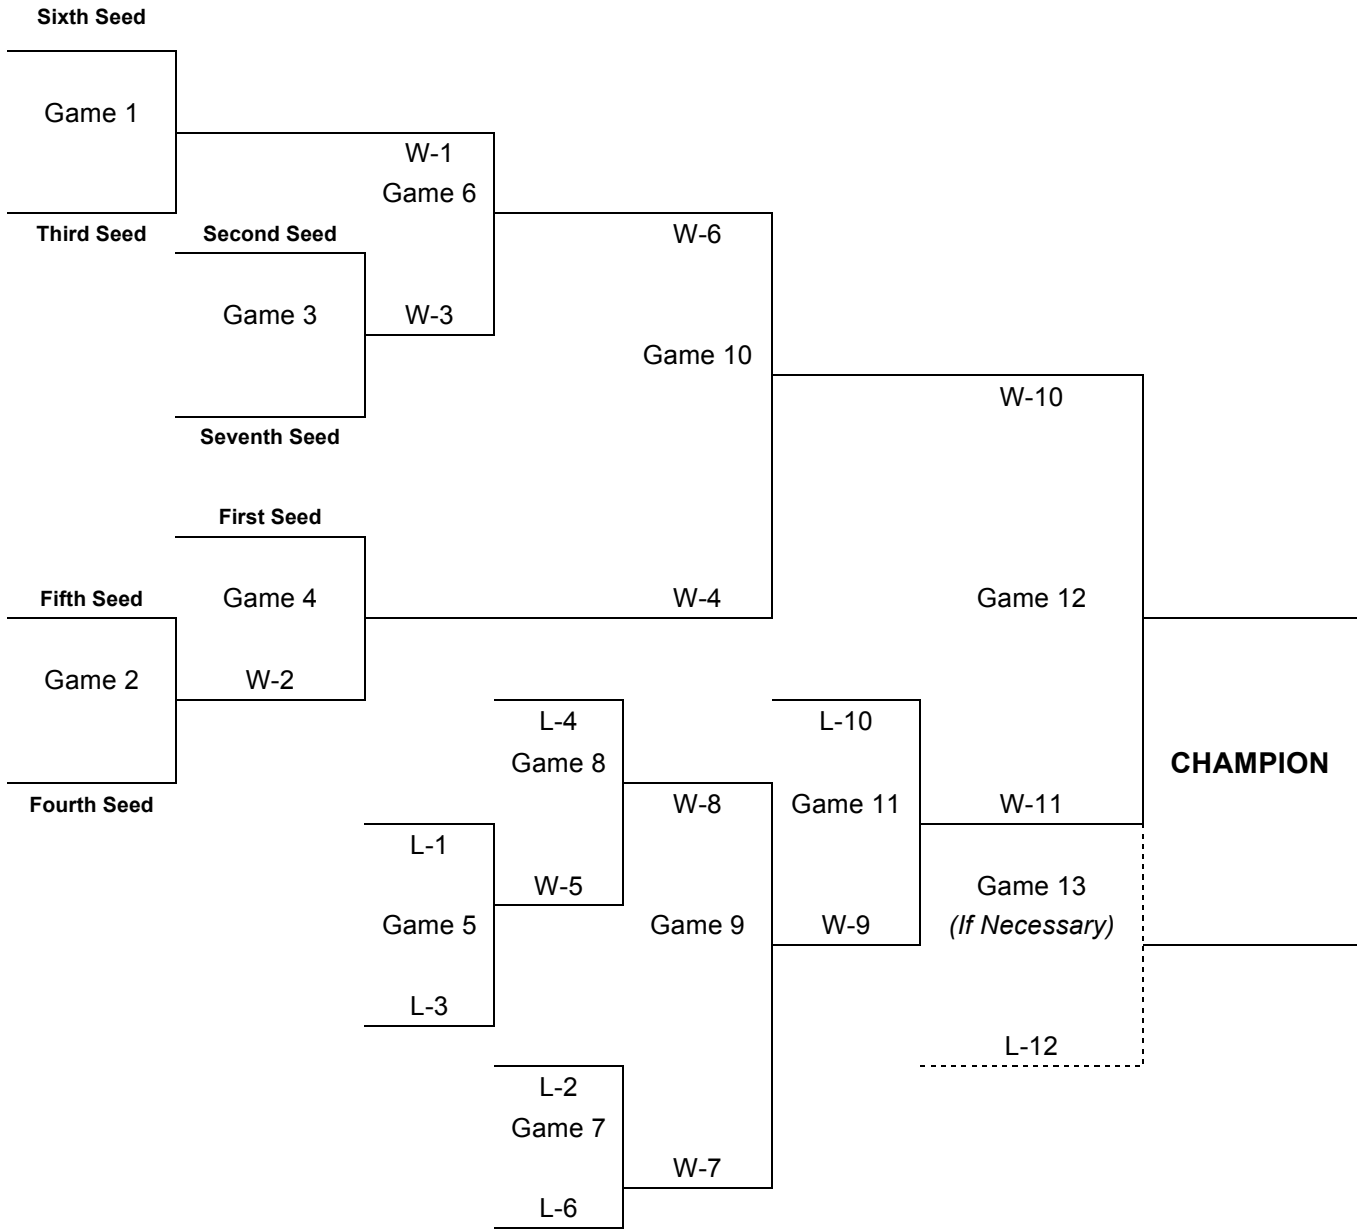 Sixth Seed
Game 1
W-1
Game 6
Third Seed
Second Seed
W-6
Game 3
W-3
Game 10
W-10
Seventh Seed
First Seed
Fifth Seed
Game 4
W-4
Game 12
Game 2
W-2
L-4
L-10
Game 8
CHAMPION
Fourth Seed
W-8
Game 11
W-11
L-1
W-5
Game 13
Game 5
Game 9
W-9
(If Necessary)
L-3
L-12
L-2
Game 7
W-7
L-6